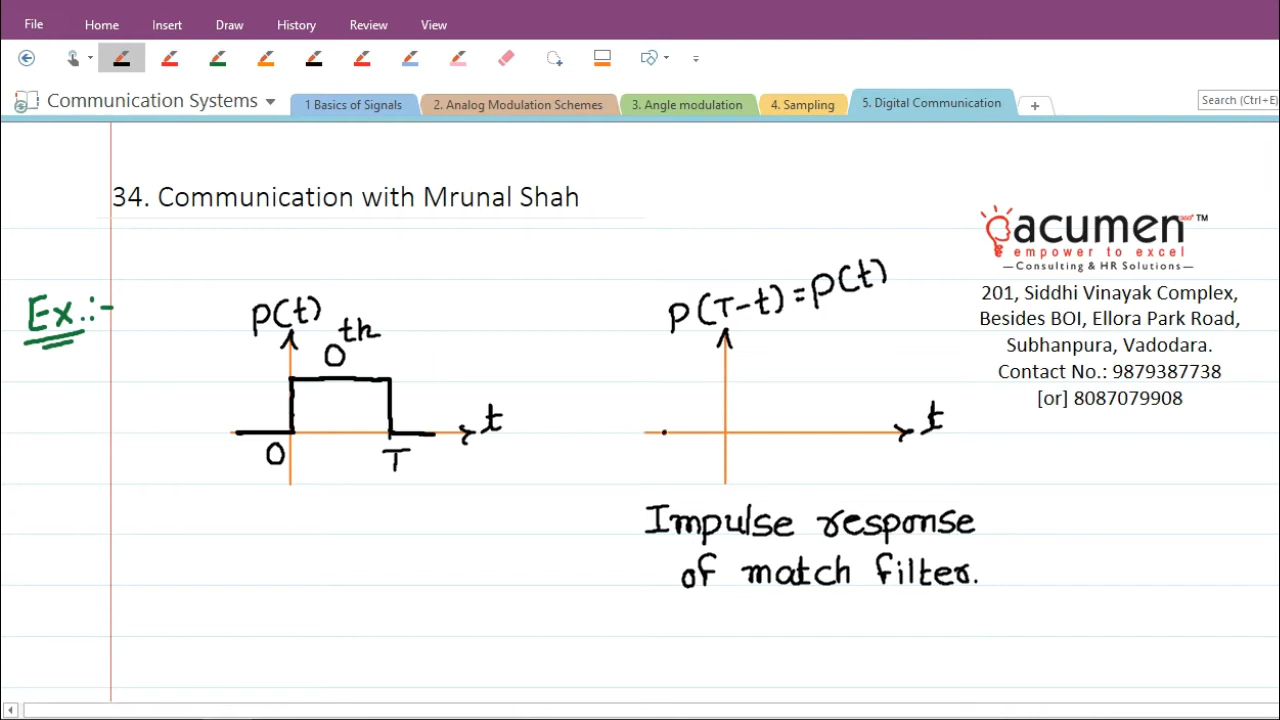 File Home Insert Draw History Review View
Communication Systems
1 Basics of Signals
2. Analog Modulation Schemes
3. Angle modulation
4. Sampling
5. Digital Communication
Search (Ctrl+E)
34. Communication with Mrunal Shah
acumen 360° ™
empower to excel
Consulting & HR Solutions
201, Siddhi Vinayak Complex,
Besides BOI, Ellora Park Road,
Subhanpura, Vadodara.
Contact No.: 9879387738
[or] 8087079908
Ex.:-
P(t)
0th
t
0
T
P(T-t)=P(t)
t
Impulse response
of match filter.